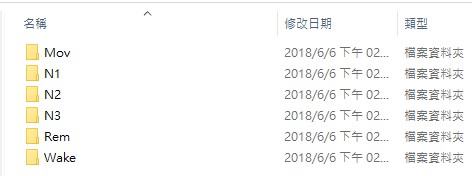 名稱 修改日期 類型
Mov 2018/6/6 下午 02... 檔案資料夾
N1 2018/6/6 下午 02... 檔案資料夾
N2 2018/6/6 下午 02... 檔案資料夾
N3 2018/6/6 下午 02... 檔案資料夾
Rem 2018/6/6 下午 02... 檔案資料夾
Wake 2018/6/6 下午 02... 檔案資料夾